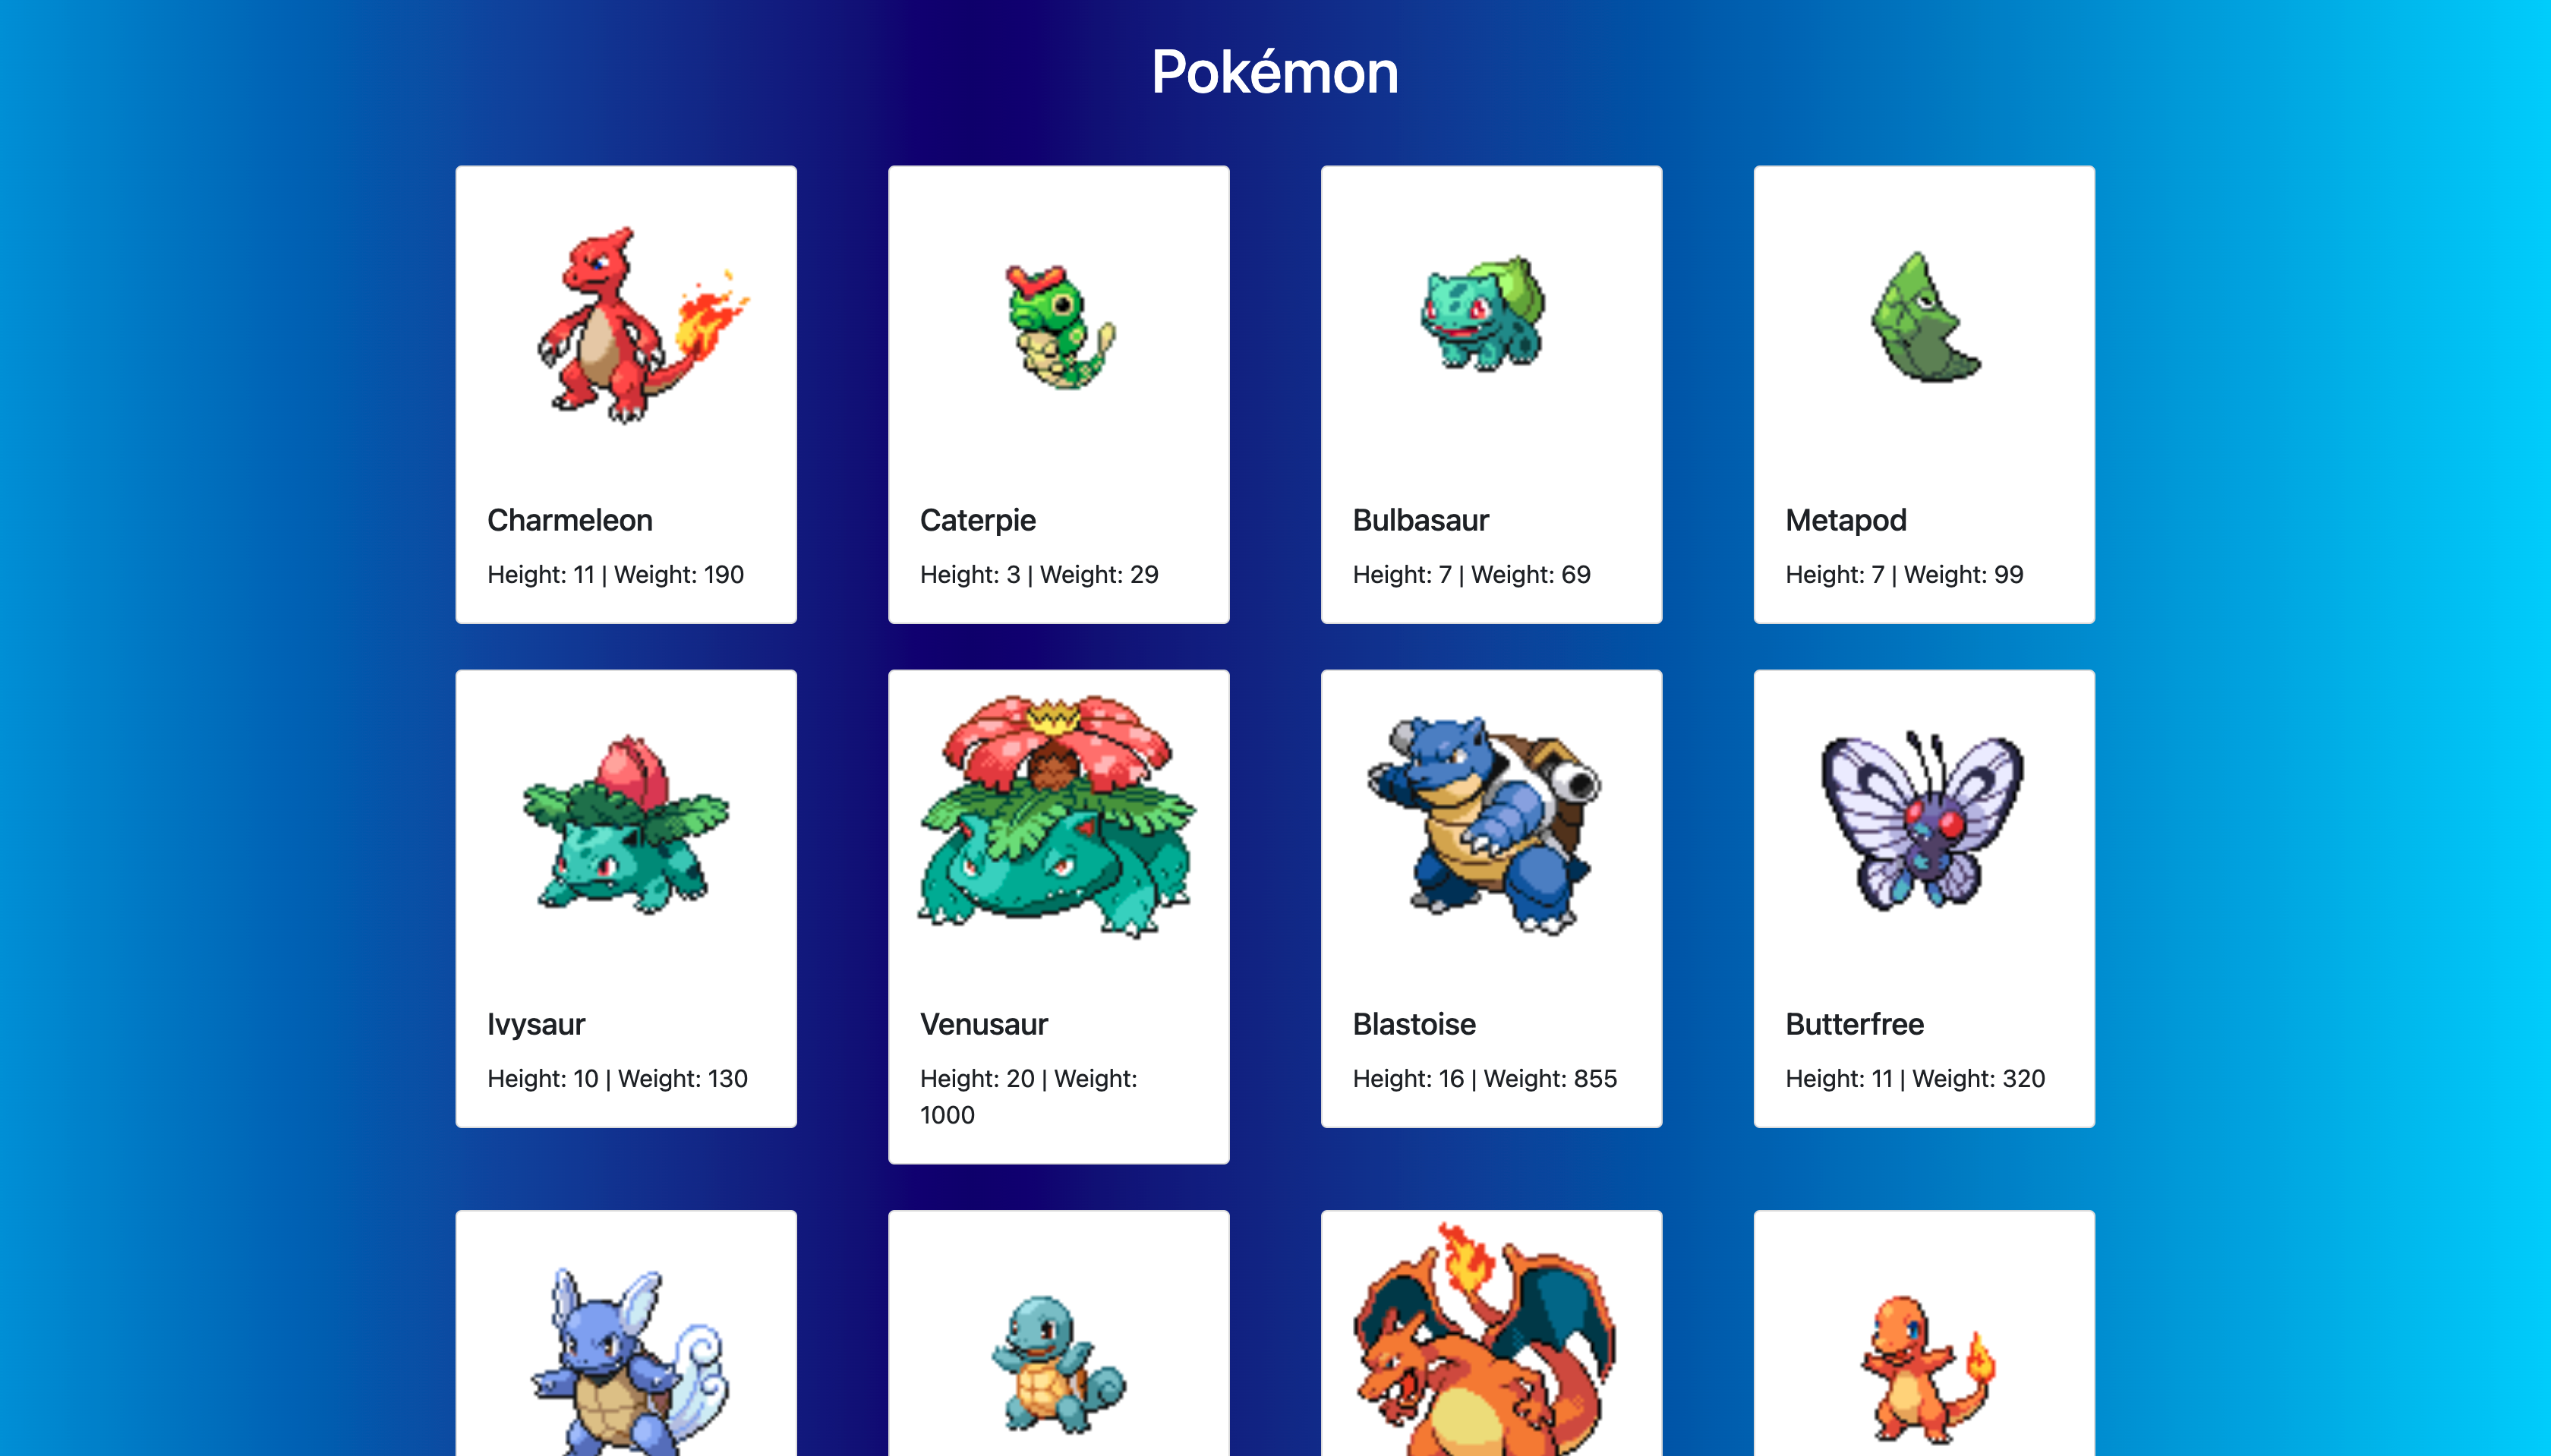 Pokémon
Charmeleon
Height: 11 | Weight: 190
Caterpie
Height: 3 | Weight: 29
Bulbasaur
Height: 7 | Weight: 69
Metapod
Height: 7 | Weight: 99
Ivysaur
Height: 10 | Weight: 130
Venusaur
Height: 20 | Weight:
1000
Blastoise
Height: 16 | Weight: 855
Butterfree
Height: 11 | Weight: 320